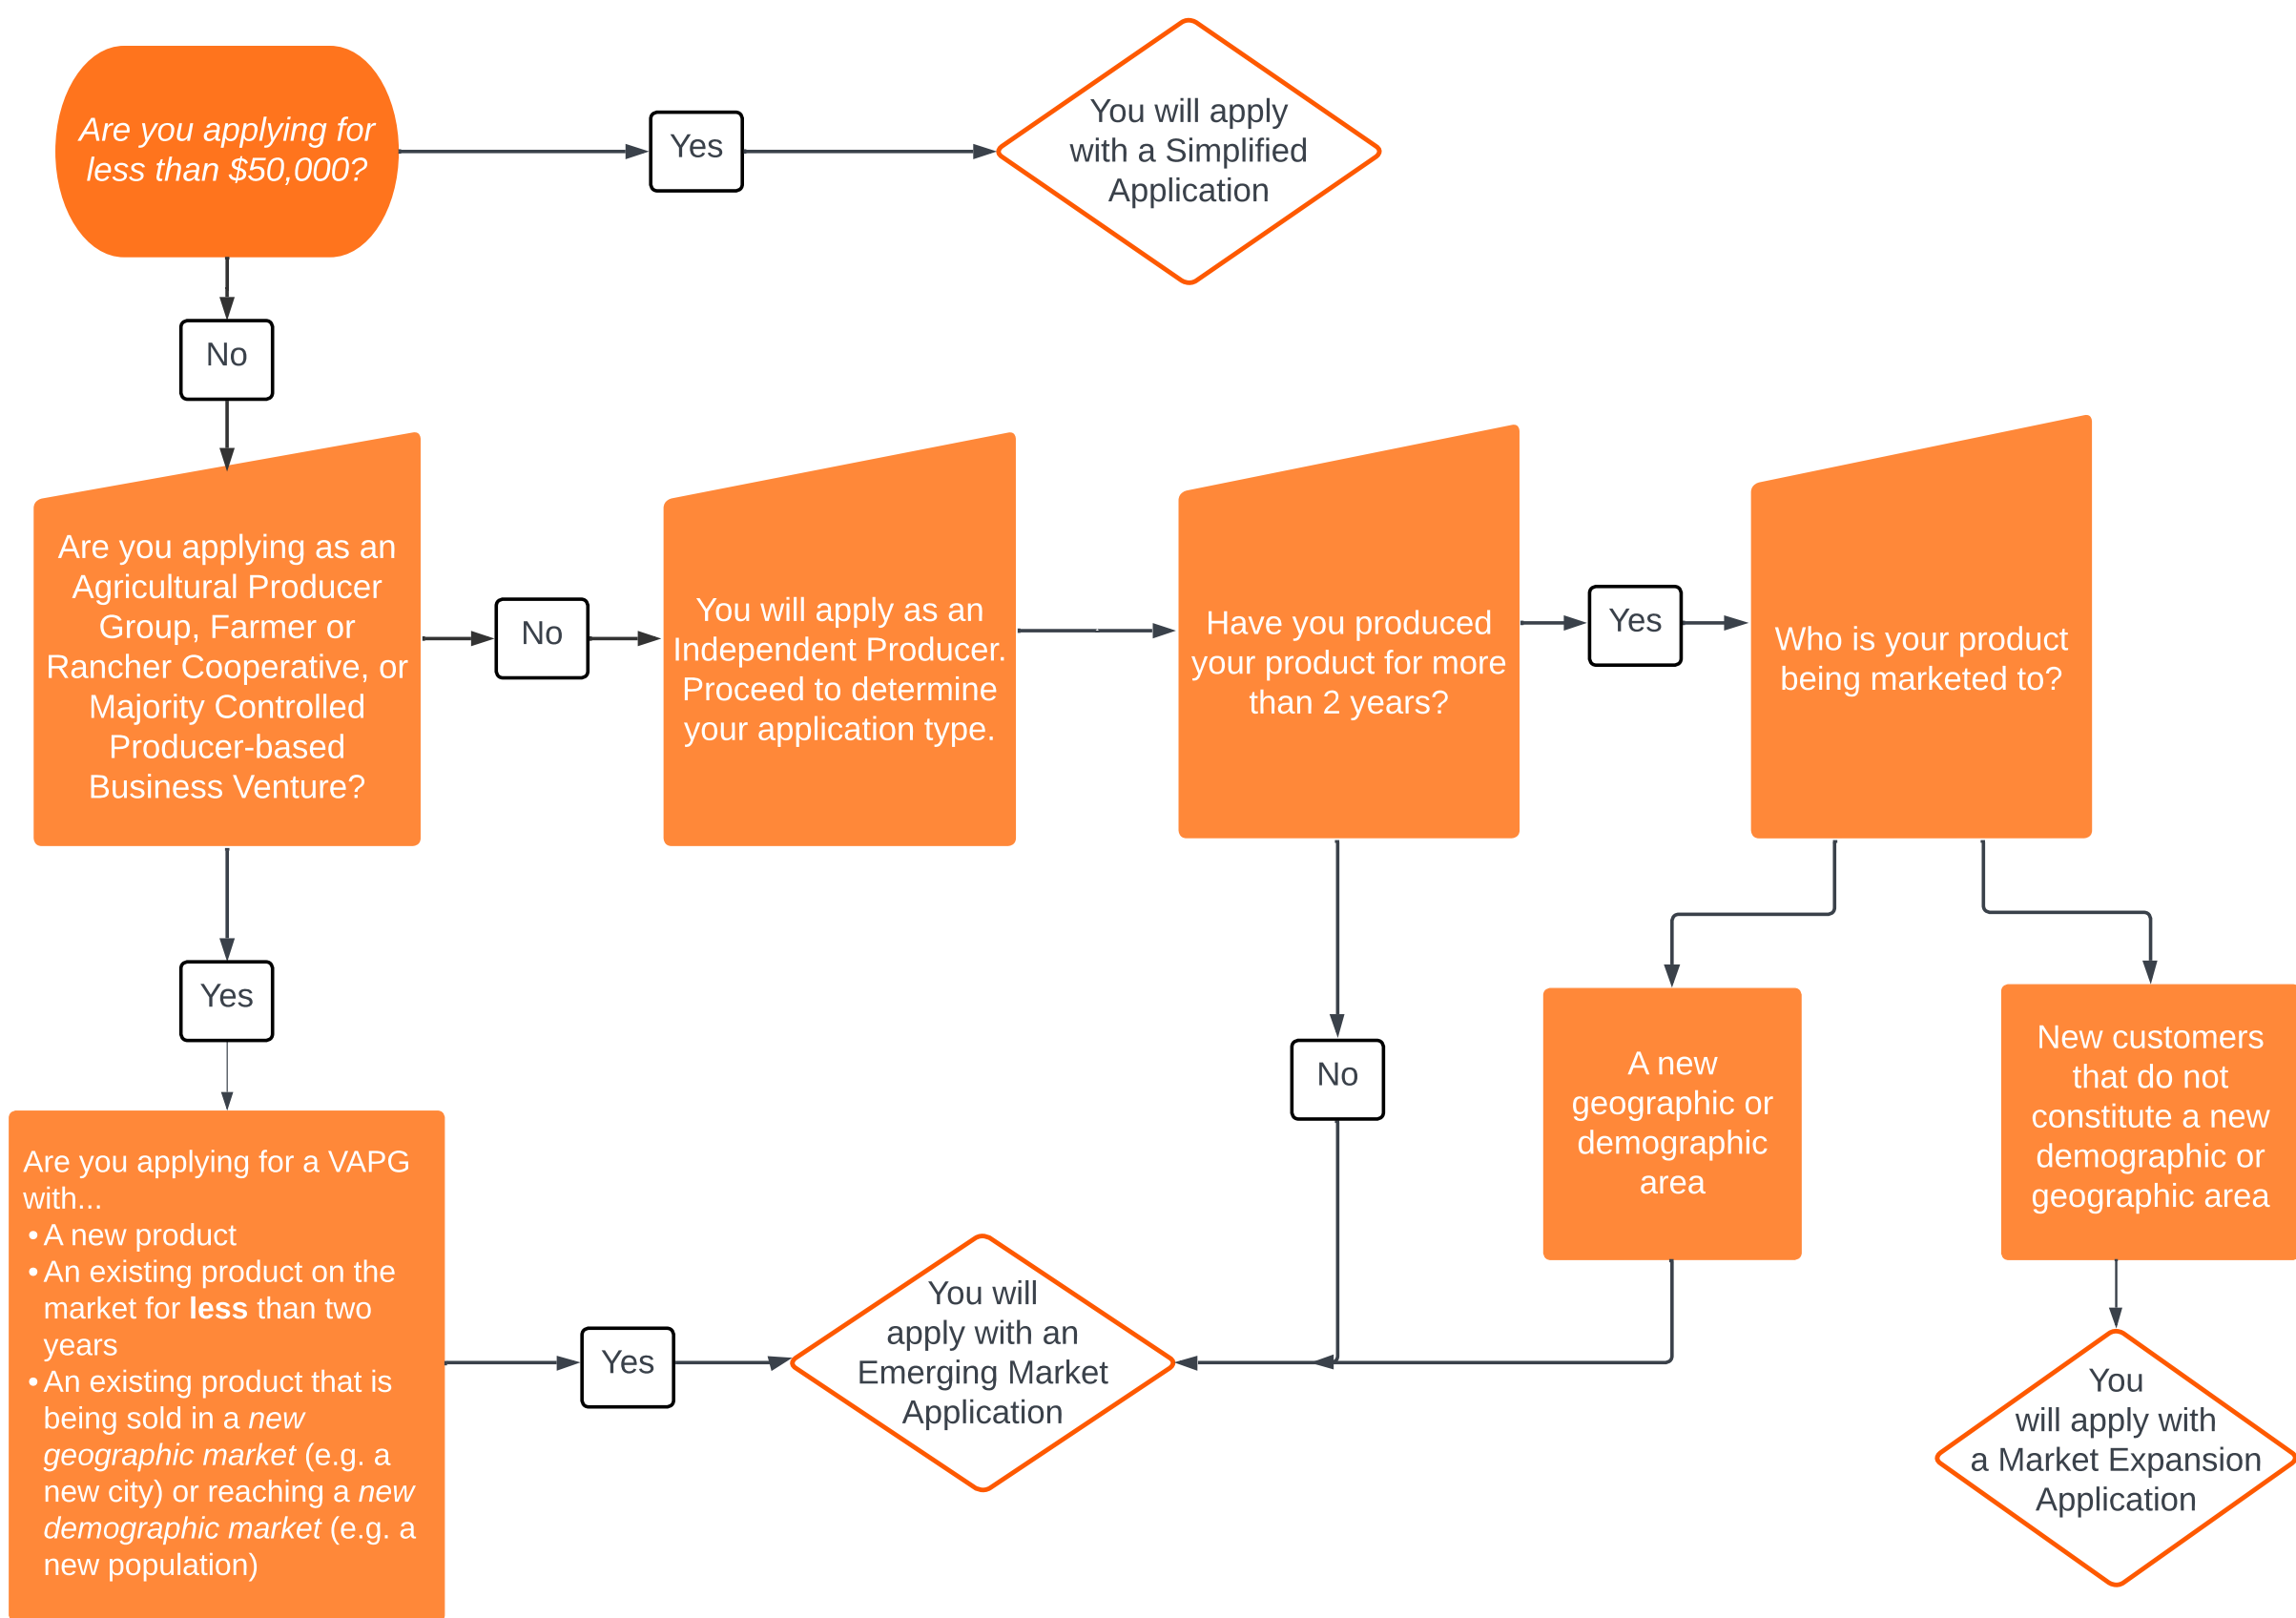 Are you applying for
less than $50,000?
Yes
You will apply
with a Simplified
Application
No
Are you applying as an
Agricultural Producer
Group, Farmer or
Rancher Cooperative, or
Majority Controlled
Producer-based
Business Venture?
No
You will apply as an
Independent Producer.
Proceed to determine
your application type.
Have you produced
your product for more
than 2 years?
Yes
Who is your product
being marketed to?
Yes
No
A new
geographic or
demographic
area
New customers
that do not
constitute a new
demographic or
geographic area
Are you applying for a VAPG
with...
• A new product
• An existing product on the
market for less than two
years
• An existing product that is
being sold in a new
geographic market (e.g. a
new city) or reaching a new
demographic market (e.g. a
new population)
Yes
You will
apply with an
Emerging Market
Application
You
will apply with
a Market Expansion
Application